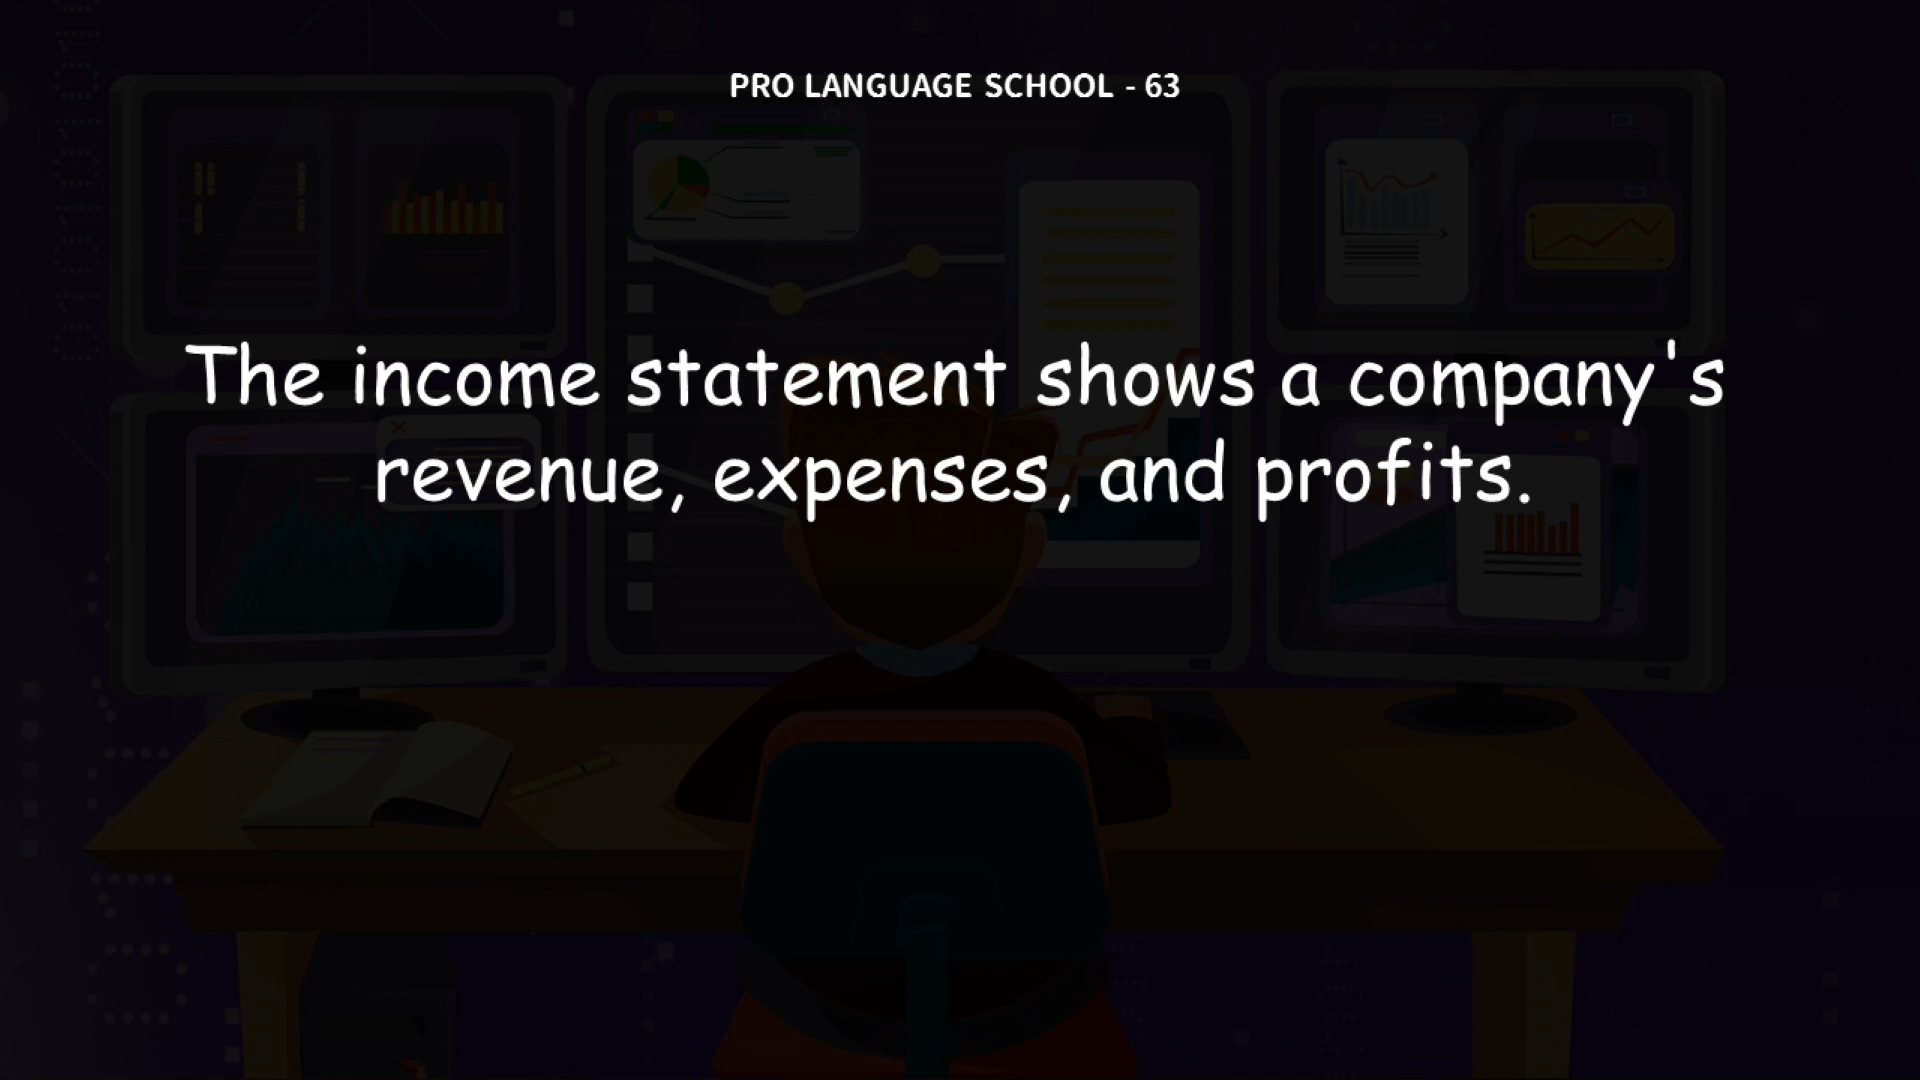 PRO LANGUAGE SCHOOL - 63
The income statement shows a company's
revenue, expenses, and profits.